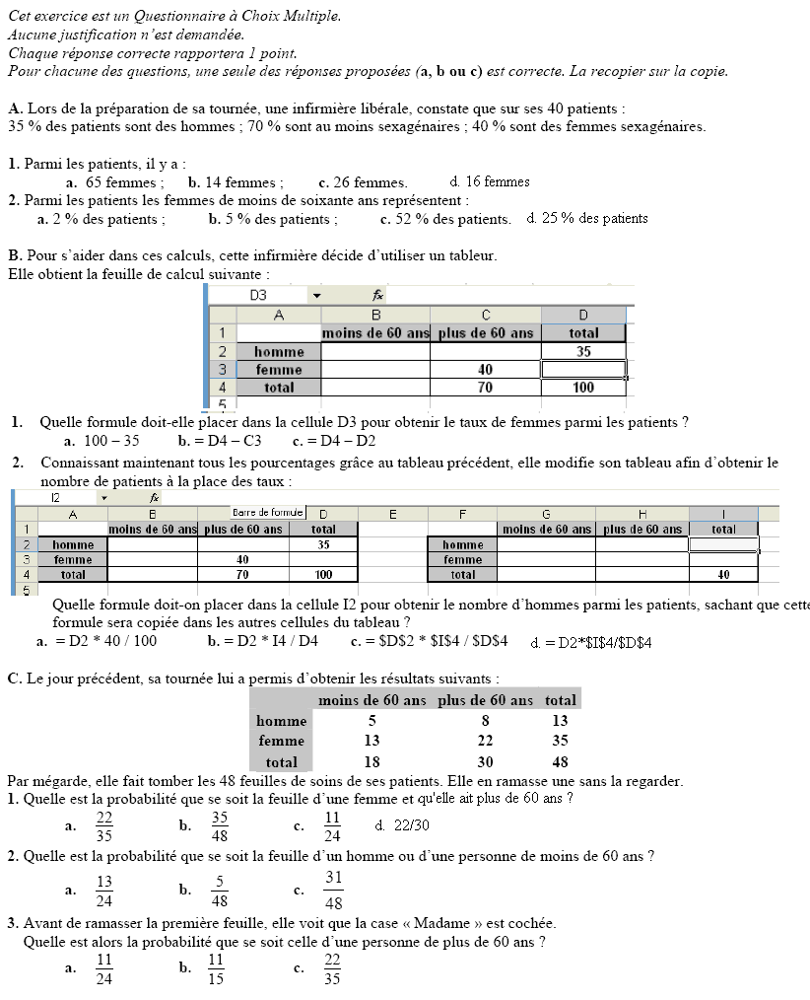 Cet exercice est un Questionnaire à Choix Multiple.
Aucune justification n'est demandée.
Chaque réponse correcte rapportera 1 point.
Pour chacune des questions, une seule des réponses proposées (a, b ou c) est correcte. La recopier sur la copie.
A. Lors de la préparation de sa tournée, une infirmière libérale, constate que sur ses 40 patients :
35 % des patients sont des hommes ; 70 % sont au moins sexagénaires ; 40 % sont des femmes sexagénaires.
1. Parmi les patients, il y a :
a. 65 femmes ; b. 14 femmes ; c. 26 femmes. d. 16 femmes
2. Parmi les patients les femmes de moins de soixante ans représentent :
a. 2 % des patients ; b. 5 % des patients ; c. 52 % des patients. d. 25 % des patients
B. Pour s'aider dans ces calculs, cette infirmière décide d'utiliser un tableur.
Elle obtient la feuille de calcul suivante :
D3 fx
A B C D
1 moins de 60 ans plus de 60 ans total
2 homme 35
3 femme 40
4 total 70 100
5
1. Quelle formule doit-elle placer dans la cellule D3 pour obtenir le taux de femmes parmi les patients ?
a. 100 – 35 b. = D4 – C3 c. = D4 – D2
2. Connaissant maintenant tous les pourcentages grâce au tableau précédent, elle modifie son tableau afin d'obtenir le
nombre de patients à la place des taux :
I2 fx
A B Barre de formule D E F G H I
1 moins de 60 ans plus de 60 ans total moins de 60 ans plus de 60 ans total
2 homme 35 homme
3 femme 40 femme
4 total 70 100 total 40
5
Quelle formule doit-on placer dans la cellule I2 pour obtenir le nombre d'hommes parmi les patients, sachant que cette
formule sera copiée dans les autres cellules du tableau ?
a. = D2 * 40 / 100 b. = D2 * I4 / D4 c. = $D$2 * $I$4 / $D$4 d. = D2*$I$4/$D$4
C. Le jour précédent, sa tournée lui a permis d'obtenir les résultats suivants :
moins de 60 ans plus de 60 ans total
homme 5 8 13
femme 13 22 35
total 18 30 48
Par mégarde, elle fait tomber les 48 feuilles de soins de ses patients. Elle en ramasse une sans la regarder.
1. Quelle est la probabilité que se soit la feuille d'une femme et qu'elle ait plus de 60 ans ?
a. 22/35 b. 35/48 c. 11/24 d. 22/30
2. Quelle est la probabilité que se soit la feuille d'un homme ou d'une personne de moins de 60 ans ?
a. 13/24 b. 5/48 c. 31/48
3. Avant de ramasser la première feuille, elle voit que la case « Madame » est cochée.
Quelle est alors la probabilité que se soit celle d'une personne de plus de 60 ans ?
a. 11/24 b. 11/15 c. 22/35